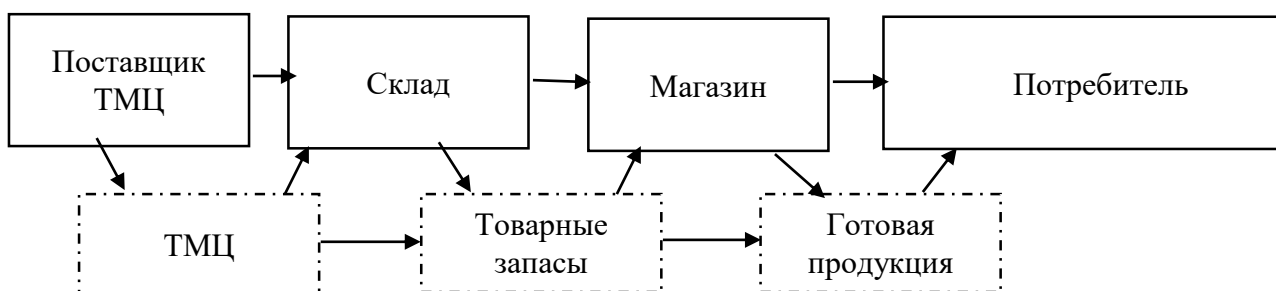 Поставщик
ТМЦ
Склад
Магазин
Потребитель
ТМЦ
Товарные
запасы
Готовая
продукция